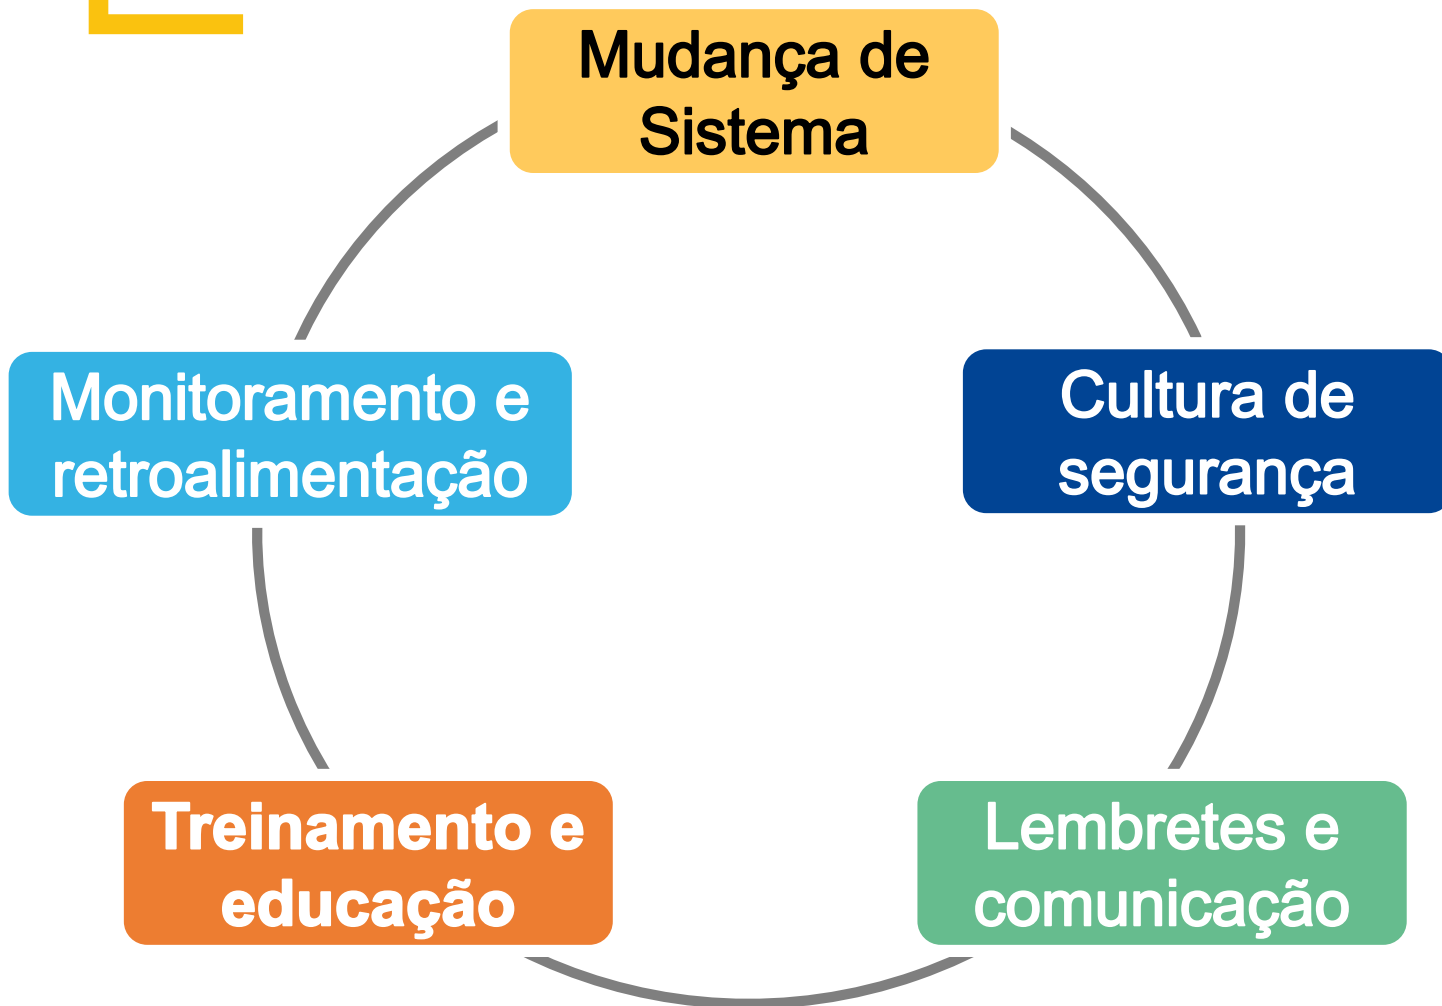 Mudança de
Sistema
Monitoramento e
retroalimentação
Cultura de
segurança
Treinamento e
educação
Lembretes e
comunicação